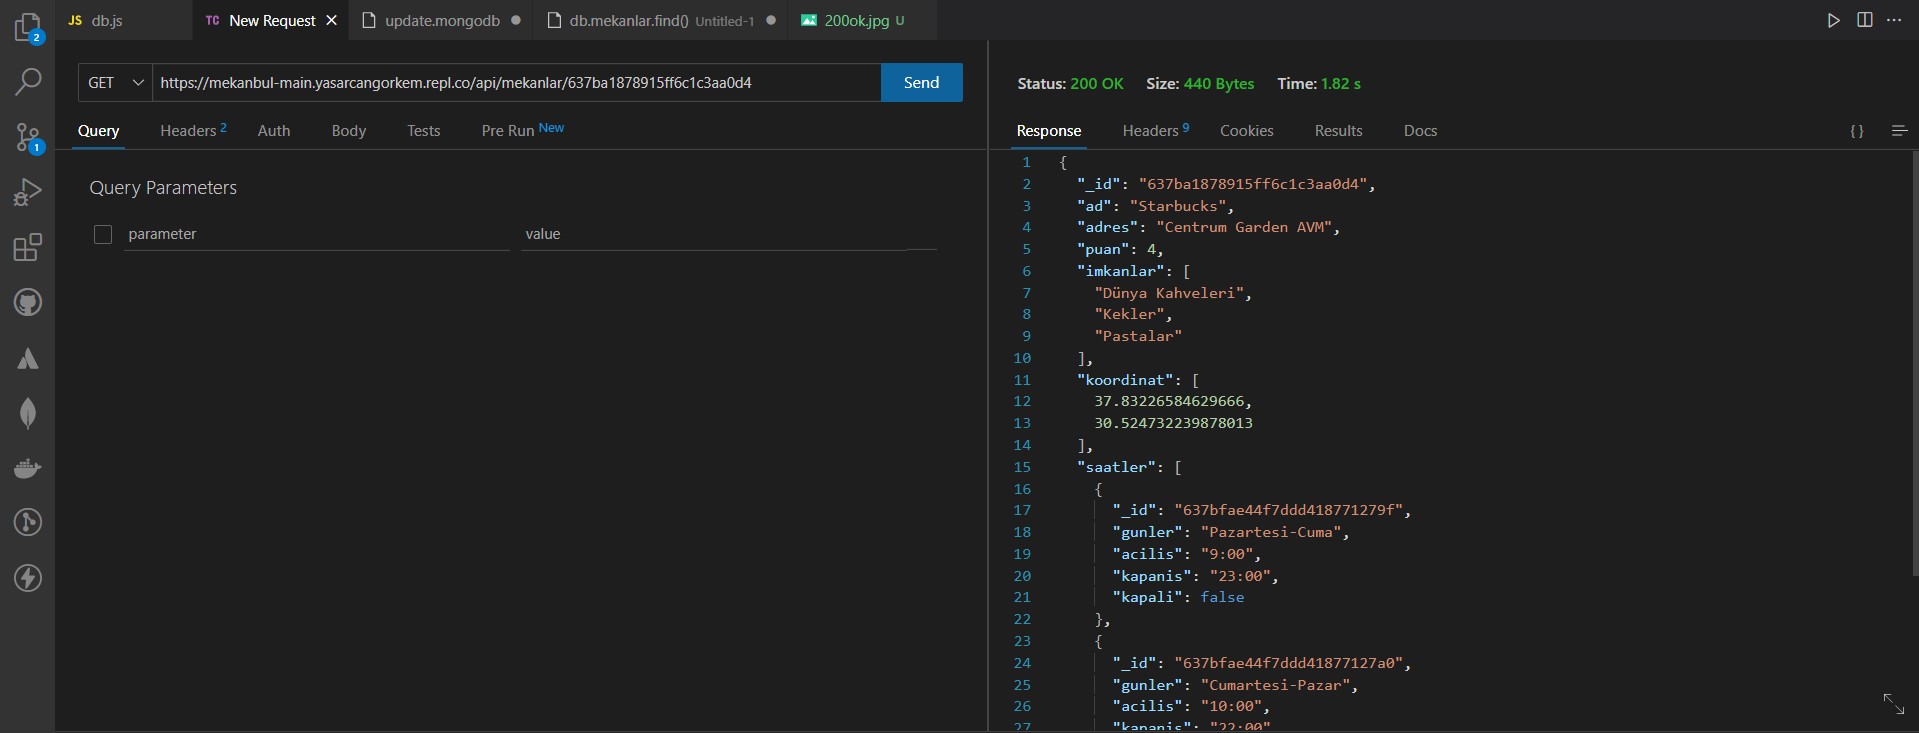 JS db.js
TC New Request
update.mongodb
db.mekanlar.find() Untitled-1
200ok.jpg U
2
1
GET https://mekanbul-main.yasarcangorkem.repl.co/api/mekanlar/637ba1878915ff6c1c3aa0d4 Send
Query Headers 2 Auth Body Tests Pre Run New
Query Parameters
parameter value
Status: 200 OK Size: 440 Bytes Time: 1.82 s
Response Headers 9 Cookies Results Docs {}
1 {
2 "_id": "637ba1878915ff6c1c3aa0d4",
3 "ad": "Starbucks",
4 "adres": "Centrum Garden AVM",
5 "puan": 4,
6 "imkanlar": [
7 "Dünya Kahveleri",
8 "Kekler",
9 "Pastalar"
10 ],
11 "koordinat": [
12 37.83226584629666,
13 30.524732239878013
14 ],
15 "saatler": [
16 {
17 "_id": "637bfae44f7ddd418771279f",
18 "gunler": "Pazartesi-Cuma",
19 "acilis": "9:00",
20 "kapanis": "23:00",
21 "kapali": false
22 },
23 {
24 "_id": "637bfae44f7ddd41877127a0",
25 "gunler": "Cumartesi-Pazar",
26 "acilis": "10:00",
27 "kapanis": "22:00"